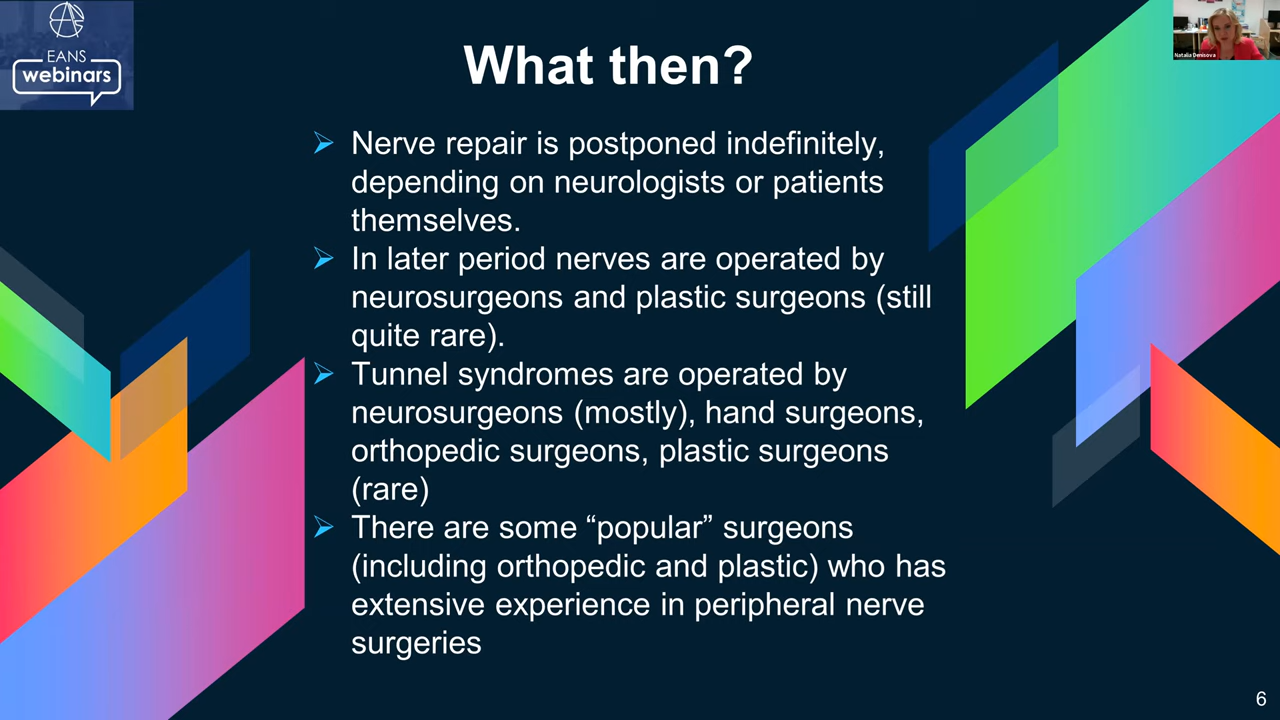 EANS
webinars
What then?
Natalia Denisova
Nerve repair is postponed indefinitely,
depending on neurologists or patients
themselves.
In later period nerves are operated by
neurosurgeons and plastic surgeons (still
quite rare).
Tunnel syndromes are operated by
neurosurgeons (mostly), hand surgeons,
orthopedic surgeons, plastic surgeons
(rare)
There are some “popular” surgeons
(including orthopedic and plastic) who has
extensive experience in peripheral nerve
surgeries
6